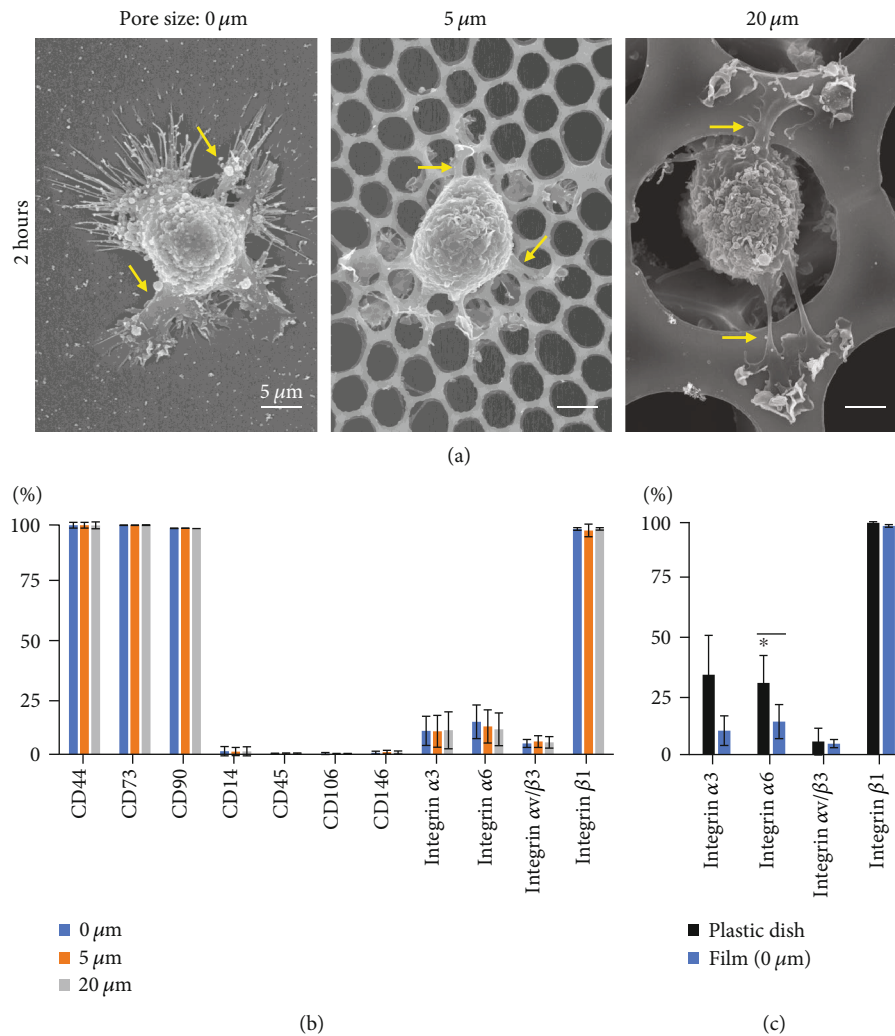 Pore size: 0 μm
5 μm
20 μm
2 hours
5 μm
(a)
(%)
100
75
50
25
0
CD44
CD73
CD90
CD14
CD45
CD106
CD146
Integrin α3
Integrin α6
Integrin αv/β3
Integrin β1
0 μm
5 μm
20 μm
(b)
(%)
100
75
50
25
0
*
Integrin α3
Integrin α6
Integrin αv/β3
Integrin β1
Plastic dish
Film (0 μm)
(c)